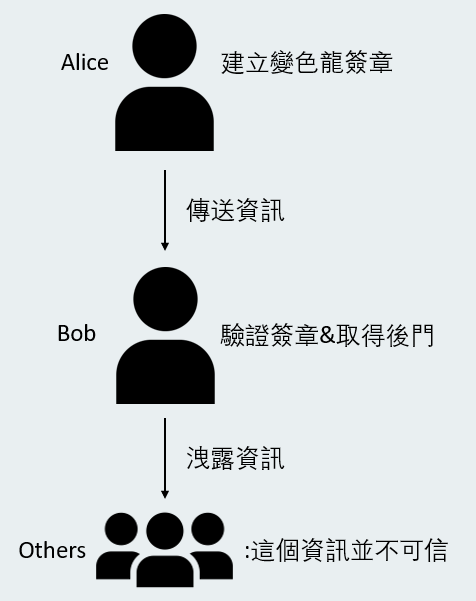 Alice
建立變色龍簽章
傳送資訊
Bob
驗證簽章&取得後門
洩露資訊
Others
:這個資訊並不可信